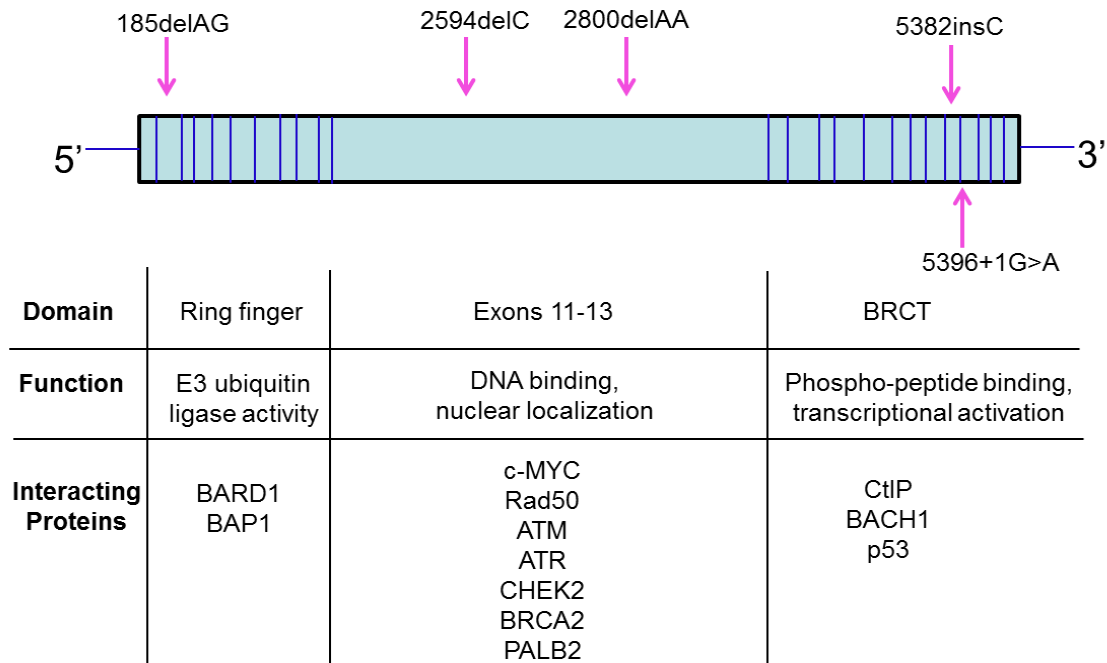 185delAG
2594delC
2800delAA
5382insC
5’
3’
5396+1G>A
Domain
Ring finger
Exons 11-13
BRCT
Function
E3 ubiquitin
ligase activity
DNA binding,
nuclear localization
Phospho-peptide binding,
transcriptional activation
Interacting
Proteins
BARD1
BAP1
c-MYC
Rad50
ATM
ATR
CHEK2
BRCA2
PALB2
CtIP
BACH1
p53